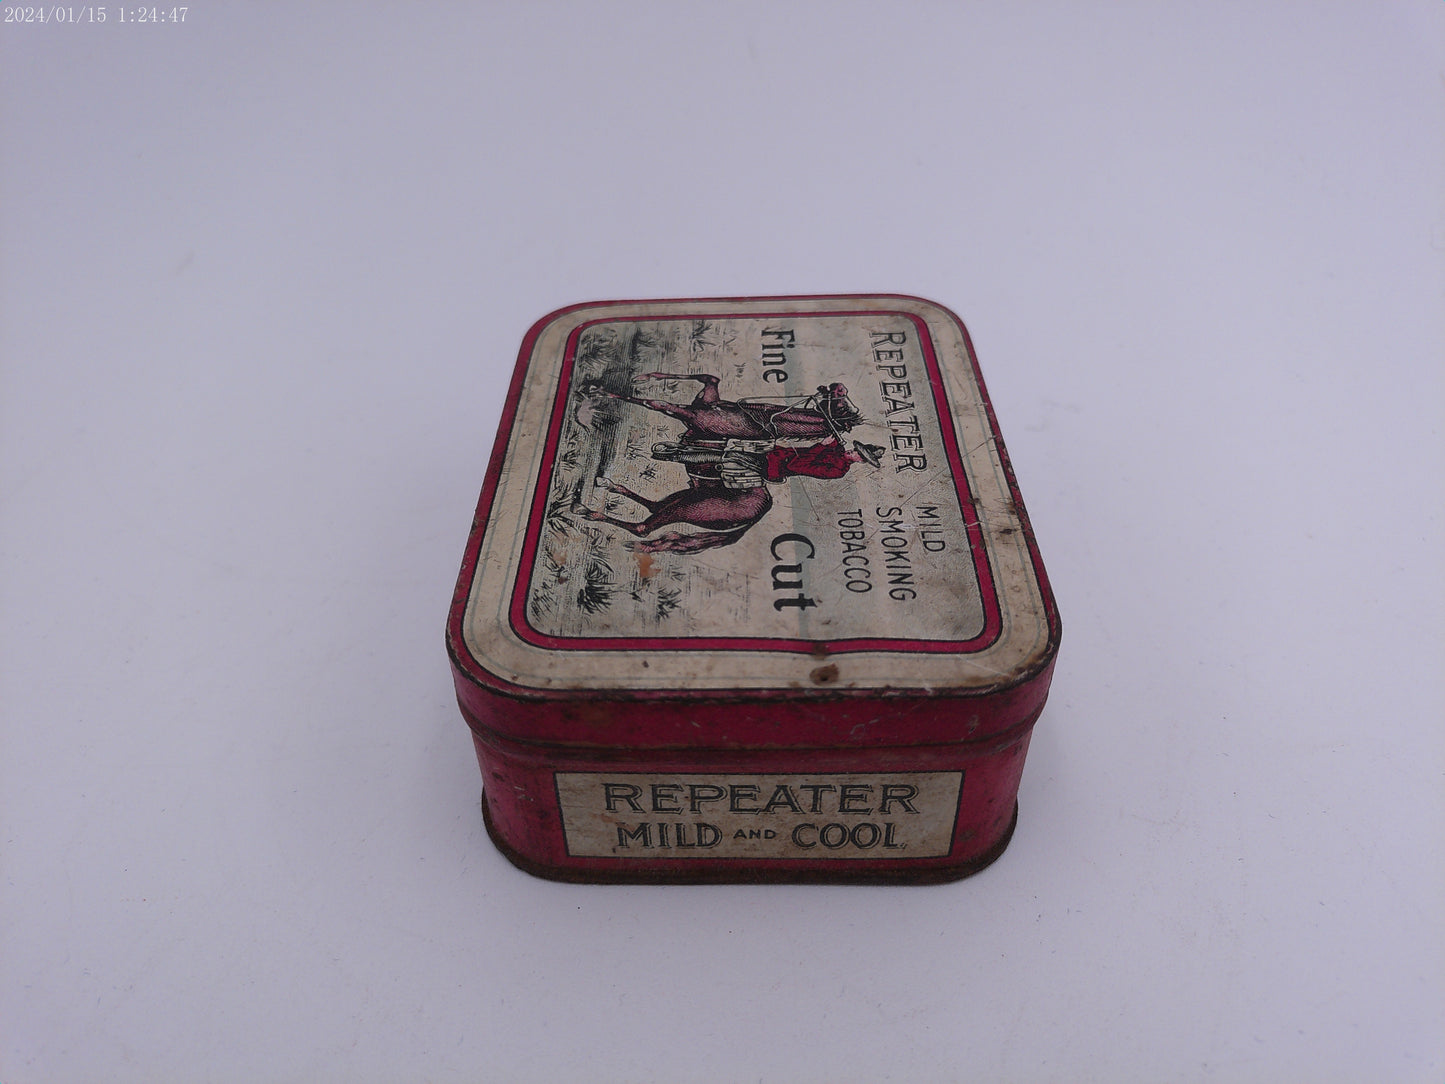 2024/01/15 1:24:47
REPEATER
MILD
SMOKING
TOBACCO
Fine Cut
REPEATER
MILD AND COOL